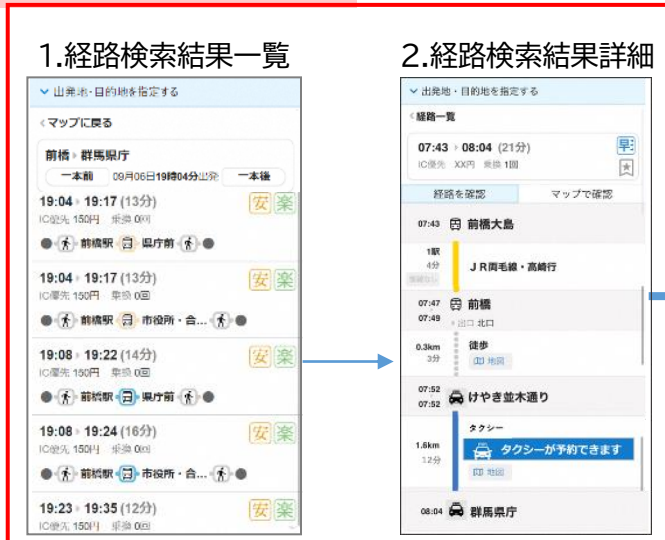 1.経路検索結果一覧
出発地・目的地を指定する
マップに戻る
前橋 群馬県庁
一本前 09月06日19時04分出発 一本後
19:04 19:17 (13分) 安 楽
IC優先 150円 乗換 0回
前橋駅 県庁前
19:04 19:17 (13分) 安 楽
IC優先 150円 乗換 0回
前橋駅 市役所・合...
19:08 19:22 (14分) 安 楽
IC優先 150円 乗換 0回
前橋駅 県庁前
19:08 19:24 (16分) 安 楽
IC優先 150円 乗換 0回
前橋駅 市役所・合...
19:23 19:35 (12分) 安 楽
IC優先 150円 乗換 0回
2.経路検索結果詳細
出発地・目的地を指定する
経路一覧
07:43 08:04 (21分) 早
IC優先 XX円 乗換 1回
経路を確認 マップで確認
07:43 前橋大島
1駅
4分
JR両毛線・高崎行
07:47 前橋
07:49 出口 北口
0.3km 徒歩
3分 地図
07:52
07:52 けやき並木通り
タクシー
1.6km タクシーが予約できます
12分
地図
08:04 群馬県庁